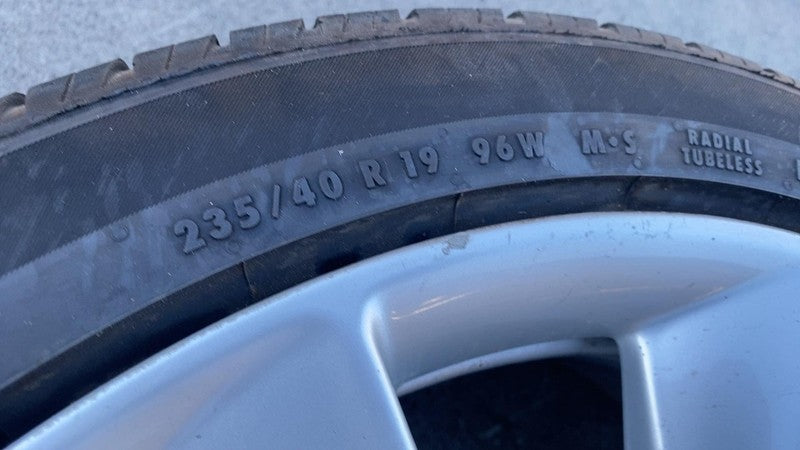 235/40 R 19 96W M·S RADIAL
TUBELESS